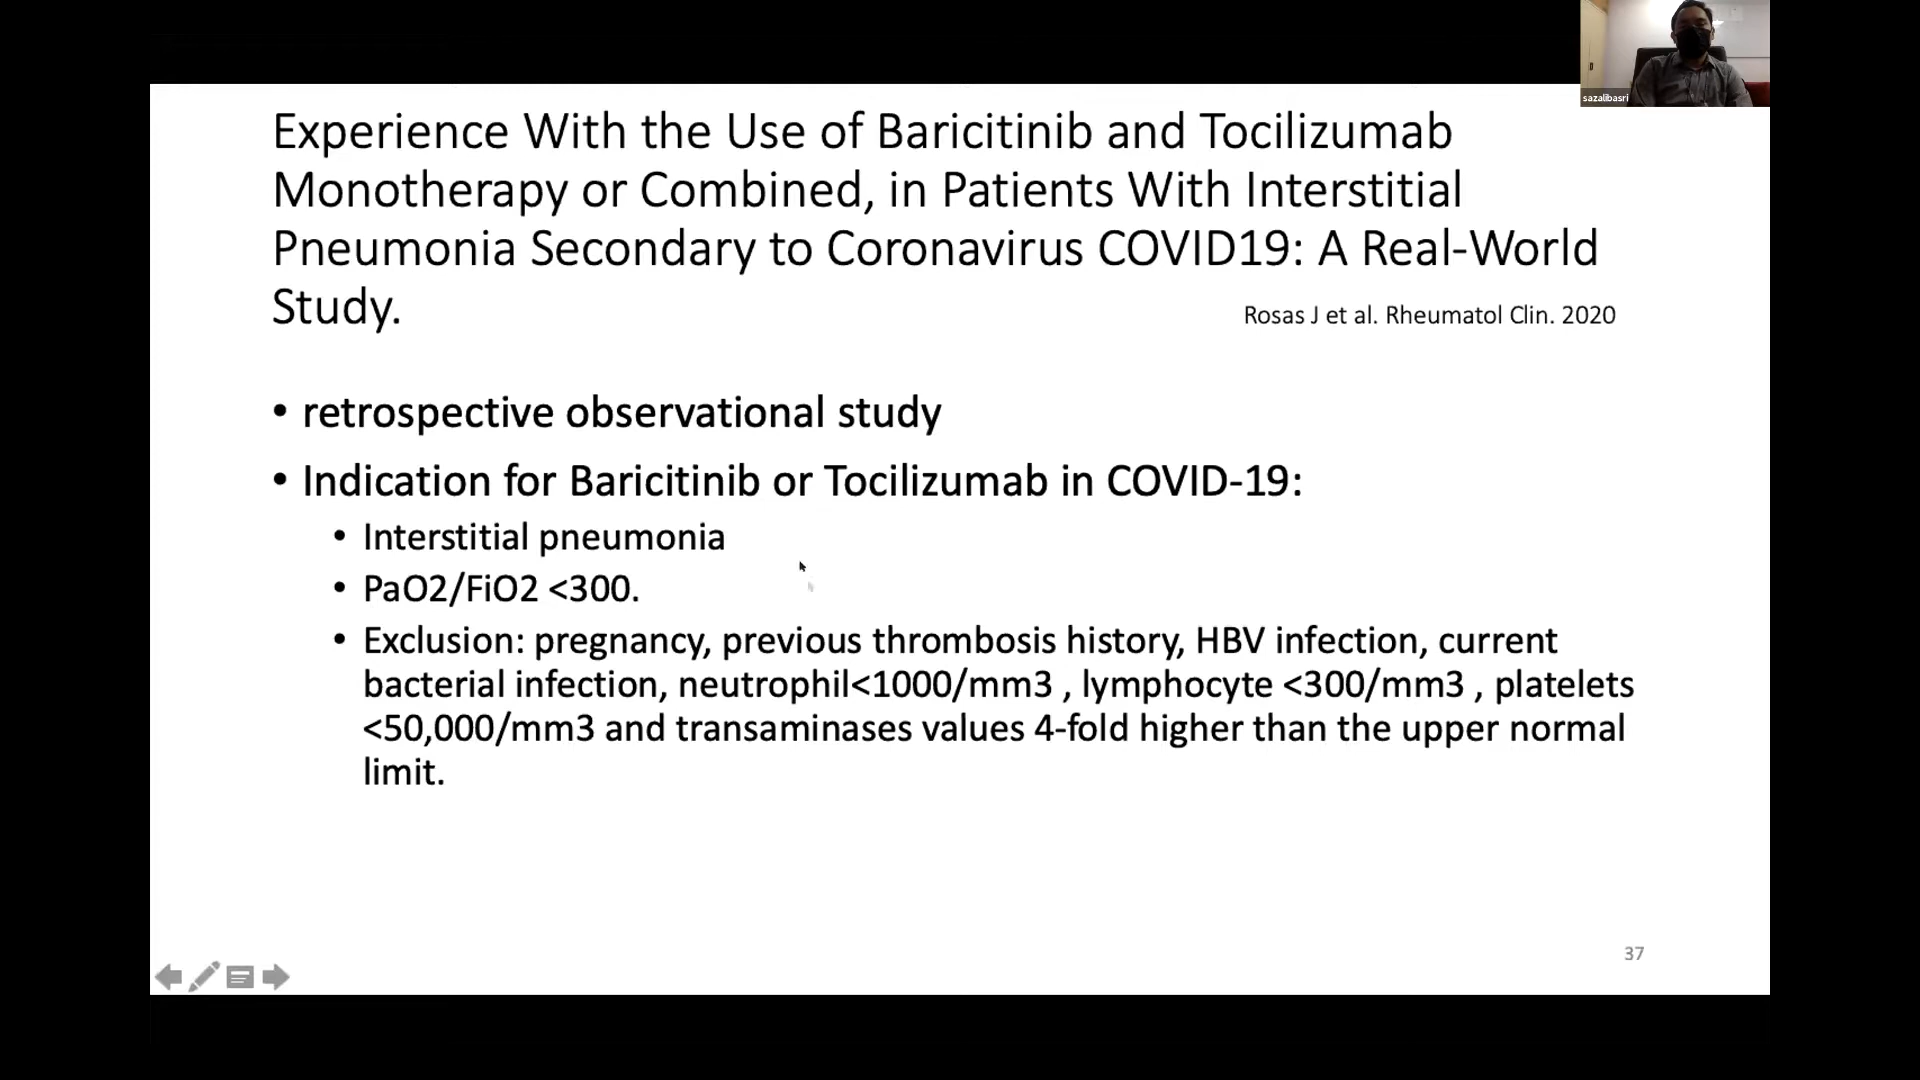 sazalibasri
Experience With the Use of Baricitinib and Tocilizumab
Monotherapy or Combined, in Patients With Interstitial
Pneumonia Secondary to Coronavirus COVID19: A Real-World
Study.
Rosas J et al. Rheumatol Clin. 2020
• retrospective observational study
• Indication for Baricitinib or Tocilizumab in COVID-19:
• Interstitial pneumonia
• PaO2/FiO2 <300.
• Exclusion: pregnancy, previous thrombosis history, HBV infection, current
bacterial infection, neutrophil<1000/mm3 , lymphocyte <300/mm3 , platelets
<50,000/mm3 and transaminases values 4-fold higher than the upper normal
limit.
37